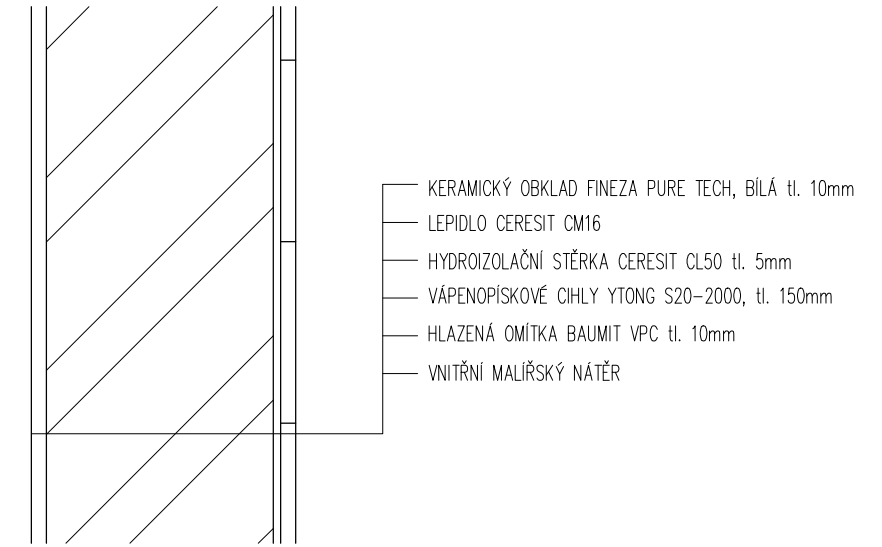 KERAMICKÝ OBKLAD FINEZA PURE TECH, BÍLÁ tl. 10mm
LEPIDLO CERESIT CM16
HYDROIZOLAČNÍ STĚRKA CERESIT CL50 tl. 5mm
VÁPENOPÍSKOVÉ CIHLY YTONG S20-2000, tl. 150mm
HLAZENÁ OMÍTKA BAUMIT VPC tl. 10mm
VNITŘNÍ MALÍŘSKÝ NÁTĚR